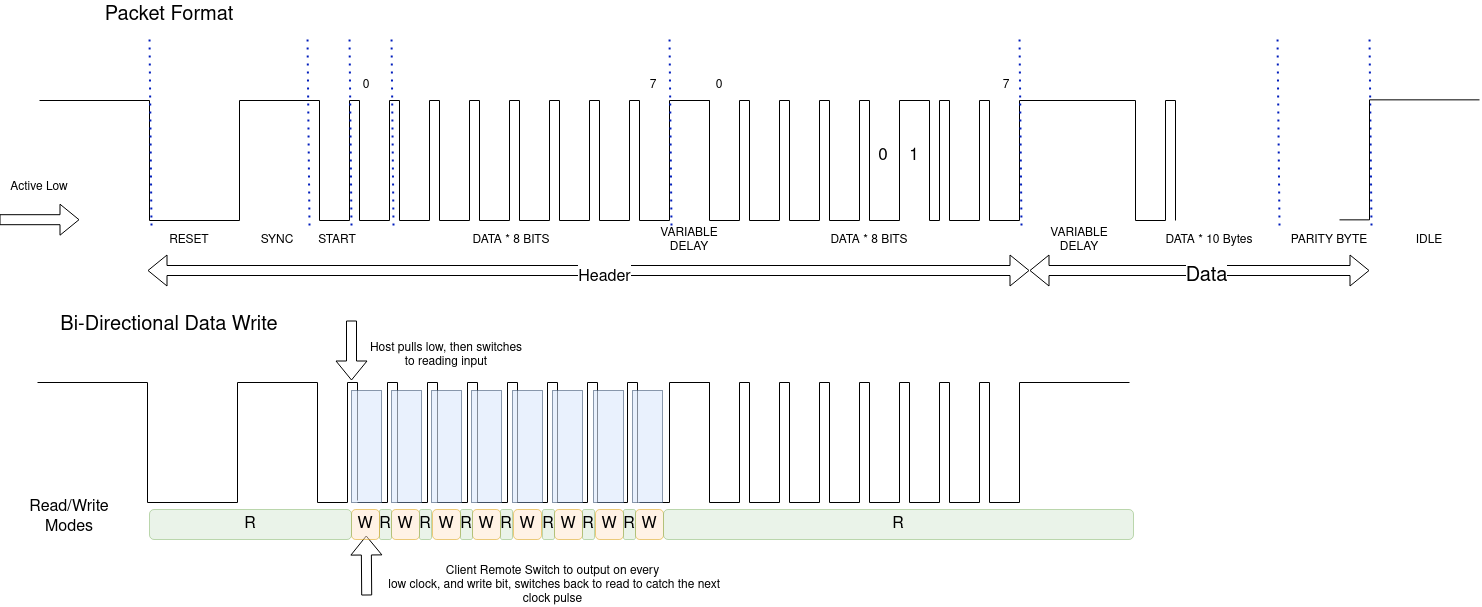 Packet Format
0
7
0
7
0
1
Active Low
RESET
SYNC
START
DATA * 8 BITS
VARIABLE
DELAY
DATA * 8 BITS
VARIABLE
DELAY
DATA * 10 Bytes
PARITY BYTE
IDLE
Header
Data
Bi-Directional Data Write
Host pulls low, then switches
to reading input
Read/Write
Modes
R
W
R
W
R
W
R
W
R
W
R
W
R
W
R
W
R
Client Remote Switch to output on every
low clock, and write bit, switches back to read to catch the next
clock pulse